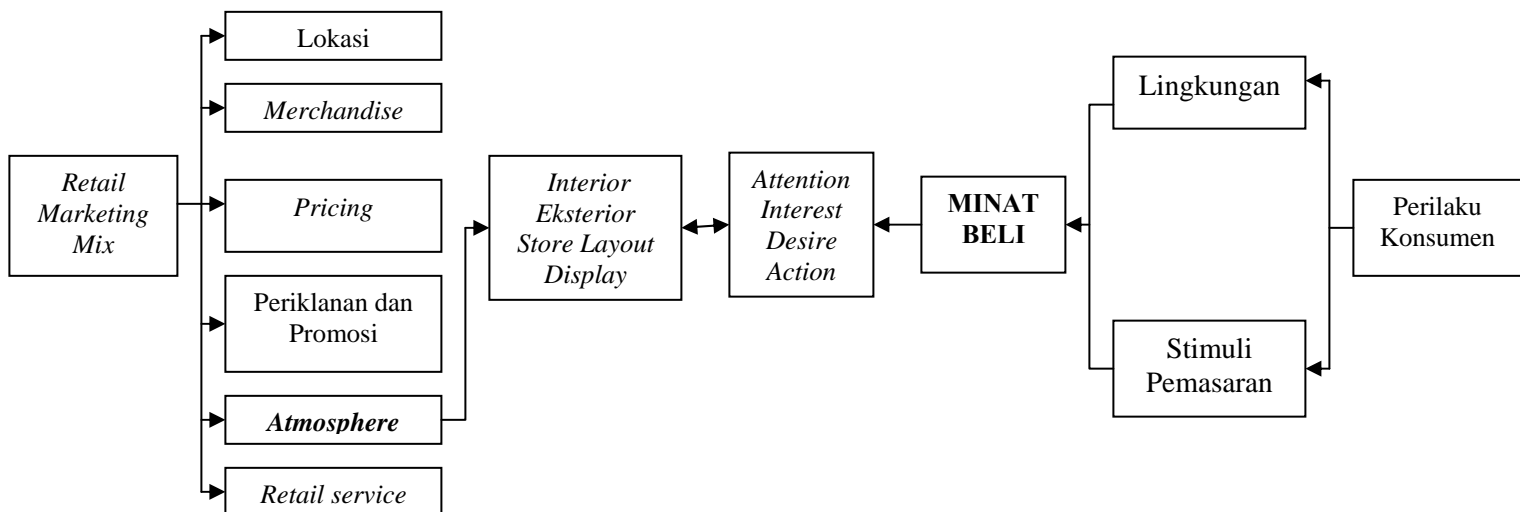 Retail
Marketing
Mix
Lokasi
Merchandise
Pricing
Periklanan dan
Promosi
Atmosphere
Retail service
Interior
Eksterior
Store Layout
Display
Attention
Interest
Desire
Action
MINAT
BELI
Lingkungan
Stimuli
Pemasaran
Perilaku
Konsumen